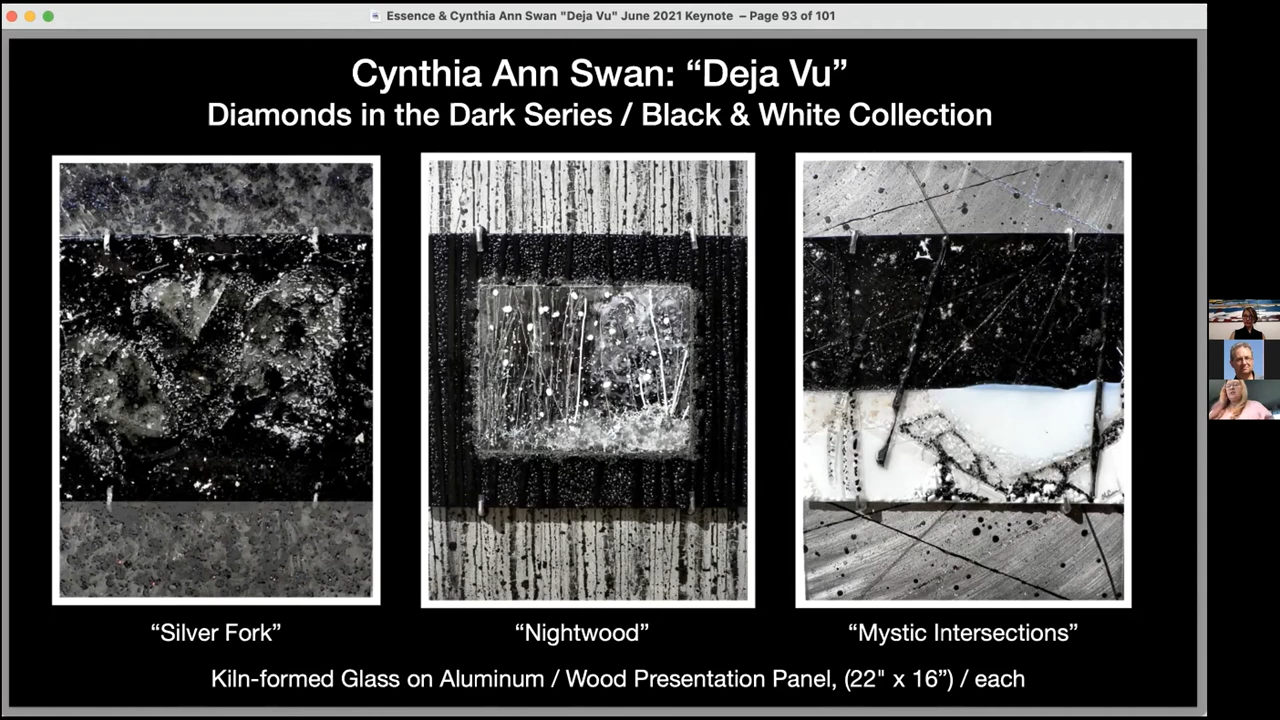 Essence & Cynthia Ann Swan "Deja Vu" June 2021 Keynote – Page 93 of 101
Cynthia Ann Swan: “Deja Vu”
Diamonds in the Dark Series / Black & White Collection
“Silver Fork”
“Nightwood”
“Mystic Intersections”
Kiln-formed Glass on Aluminum / Wood Presentation Panel, (22" x 16”) / each